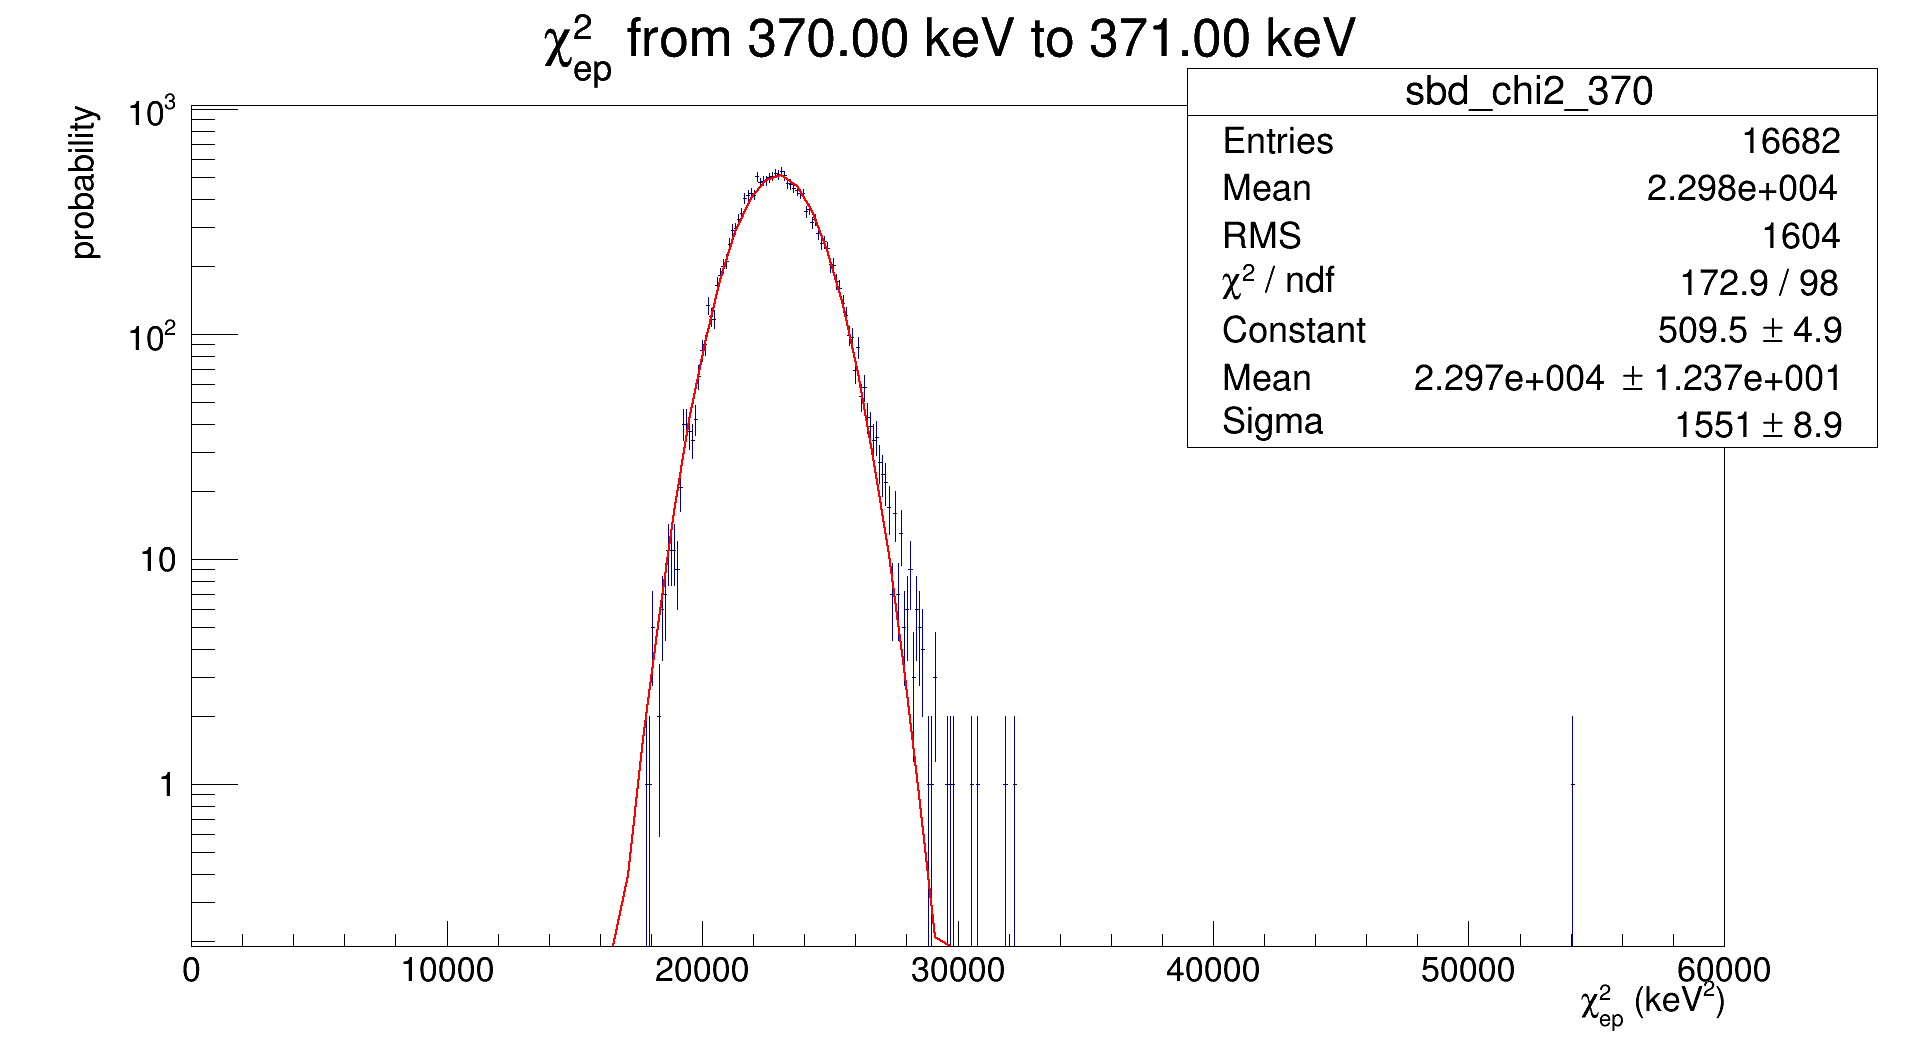 χ²ep from 370.00 keV to 371.00 keV
sbd_chi2_370
Entries 16682
Mean 2.298e+004
RMS 1604
χ² / ndf 172.9 / 98
Constant 509.5 ± 4.9
Mean 2.297e+004 ± 1.237e+001
Sigma 1551 ± 8.9
probability
10³
10²
10
1
0 10000 20000 30000 40000 50000 60000
χ²ep (keV²)